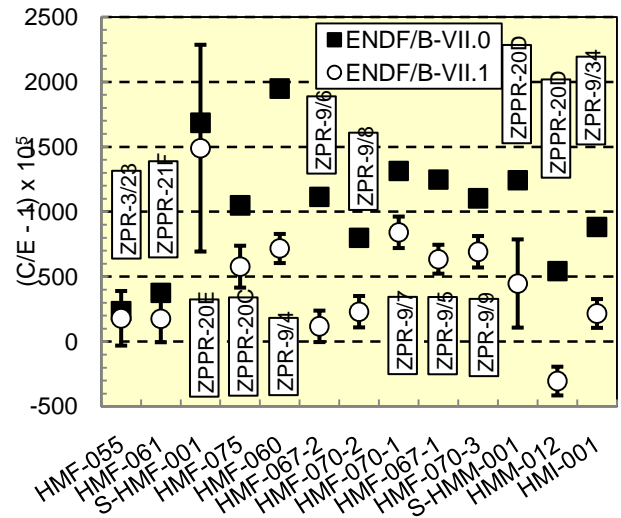 2500
2000
1500
1000
500
0
-500
(C/E - 1) x 10^5
ENDF/B-VII.0
ENDF/B-VII.1
ZPR-3/23
ZPPR-21F
ZPPR-20E
ZPPR-20C
ZPR-9/4
ZPR-9/6
ZPR-9/8
ZPR-9/7
ZPR-9/5
ZPR-9/9
ZPPR-20D
ZPPR-20D
ZPR-9/34
HMF-055
HMF-061
S-HMF-001
HMF-075
HMF-060
HMF-067-2
HMF-070-2
HMF-070-1
HMF-067-1
HMF-070-3
S-HMM-001
HMM-012
HMI-001